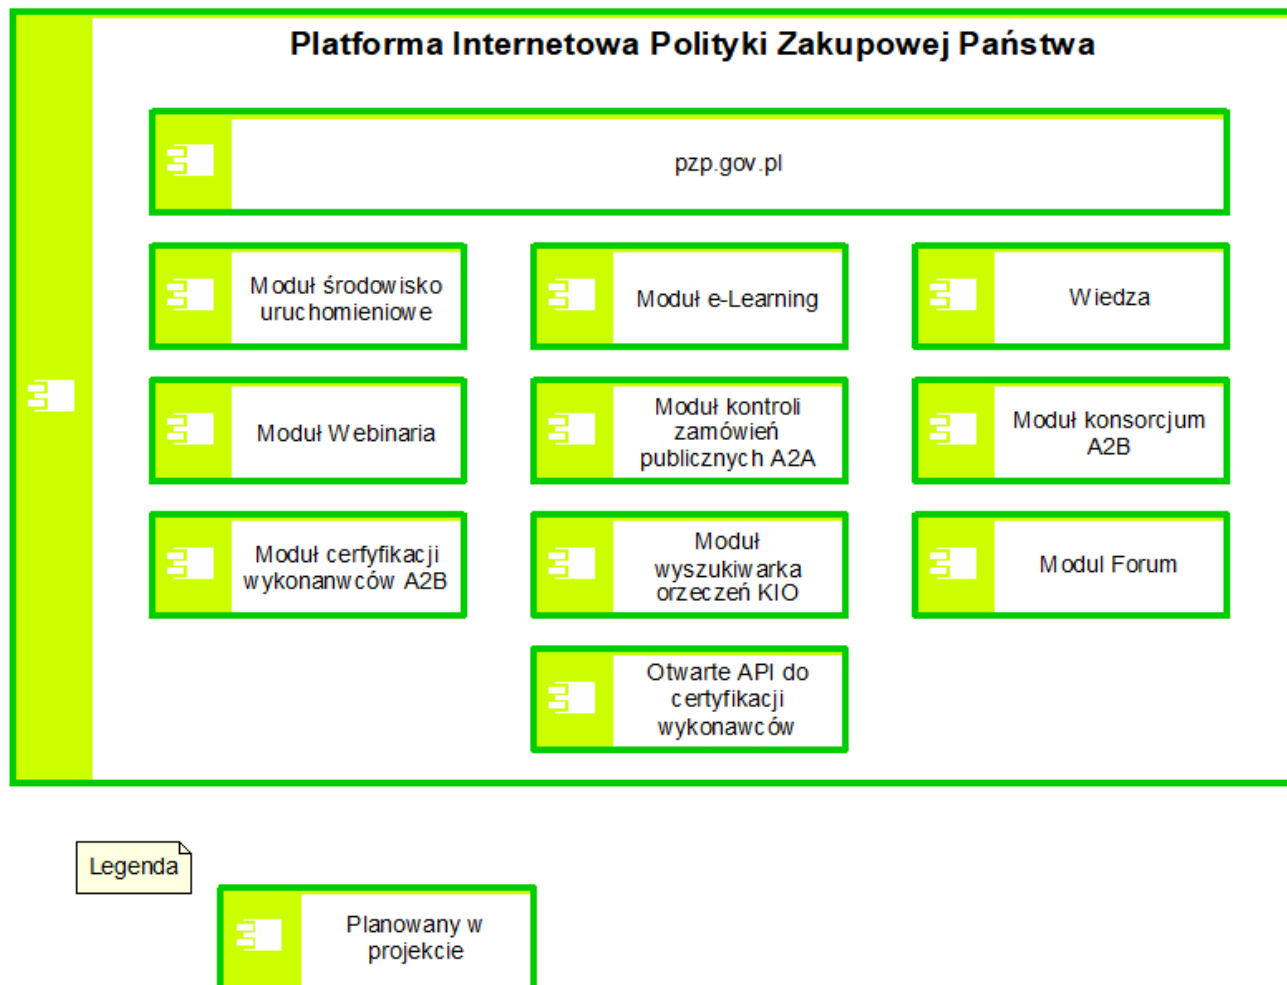 Platforma Internetowa Polityki Zakupowej Państwa
pzp.gov.pl
Moduł środowisko
uruchomieniowe
Moduł e-Learning
Wiedza
Moduł Webinaria
Moduł kontroli
zamówień
publicznych A2A
Moduł konsorcjum
A2B
Moduł cerfyfikacji
wykonanwców A2B
Moduł
wyszukiwarka
orzeczeń KIO
Modul Forum
Otwarte API do
certyfikacji
wykonawców
Legenda
Planowany w
projekcie